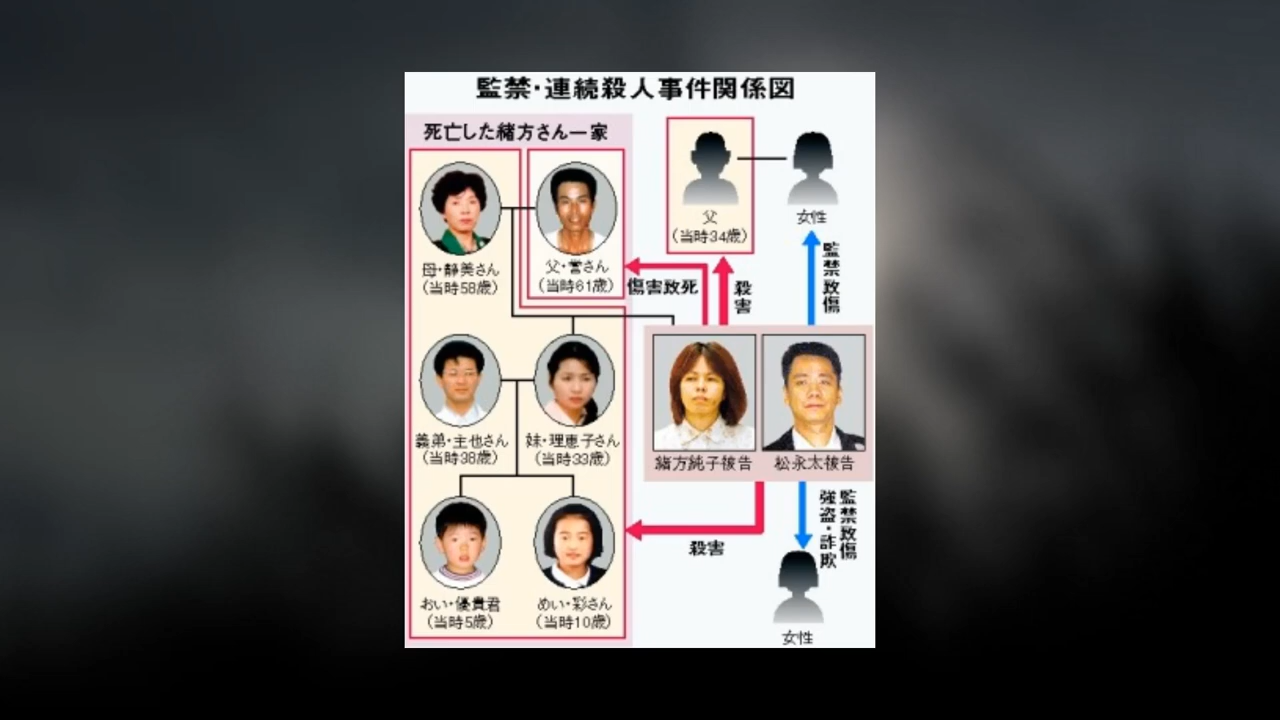 監禁・連続殺人事件関係図
死亡した緒方さん一家
母・静美さん
(当時58歳)
父・誉さん
(当時61歳)
父
(当時34歳)
女性
傷害致死
殺害
監禁致傷
義弟・主也さん
(当時38歳)
妹・理恵子さん
(当時33歳)
緒方純子被告
松永太被告
おい・優貴君
(当時5歳)
めい・彩さん
(当時10歳)
殺害
監禁致傷
強盗・詐欺
女性